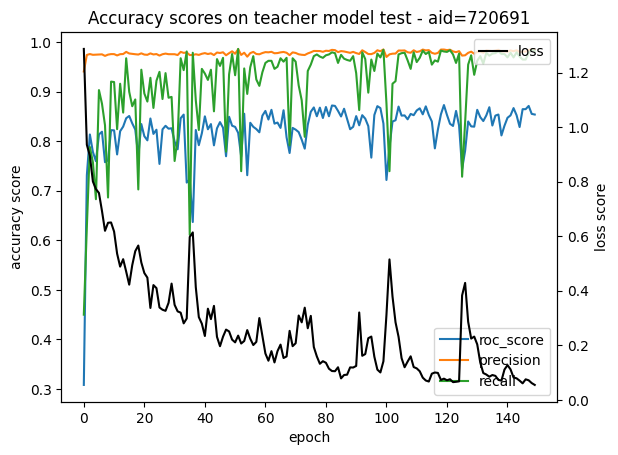 Accuracy scores on teacher model test - aid=720691
loss
1.0
0.9
0.8
0.7
0.6
0.5
0.4
0.3
accuracy score
1.2
1.0
0.8
0.6
0.4
0.2
0.0
loss score
roc_score
precision
recall
0
20
40
60
80
100
120
140
epoch